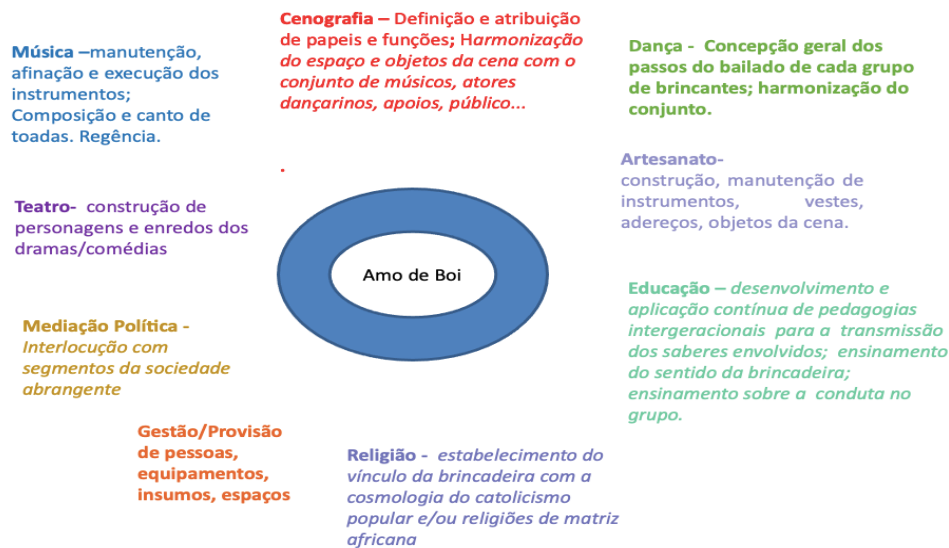 Cenografia – Definição e atribuição
de papeis e funções; Harmonização
do espaço e objetos da cena com o
conjunto de músicos, atores
dançarinos, apoios, público...
.
Música –manutenção,
afinação e execução dos
instrumentos;
Composição e canto de
toadas. Regência.
Dança - Concepção geral dos
passos do bailado de cada grupo
de brincantes; harmonização do
conjunto.
Artesanato-
construção, manutenção de
instrumentos, vestes,
adereços, objetos da cena.
Teatro- construção de
personagens e enredos dos
dramas/comédias
Amo de Boi
Educação – desenvolvimento e
aplicação contínua de pedagogias
intergeracionais para a transmissão
dos saberes envolvidos; ensinamento
do sentido da brincadeira;
ensinamento sobre a conduta no
grupo.
Mediação Política -
Interlocução com
segmentos da sociedade
abrangente
Gestão/Provisão
de pessoas,
equipamentos,
insumos, espaços
Religião - estabelecimento do
vínculo da brincadeira com a
cosmologia do catolicismo
popular e/ou religiões de matriz
africana